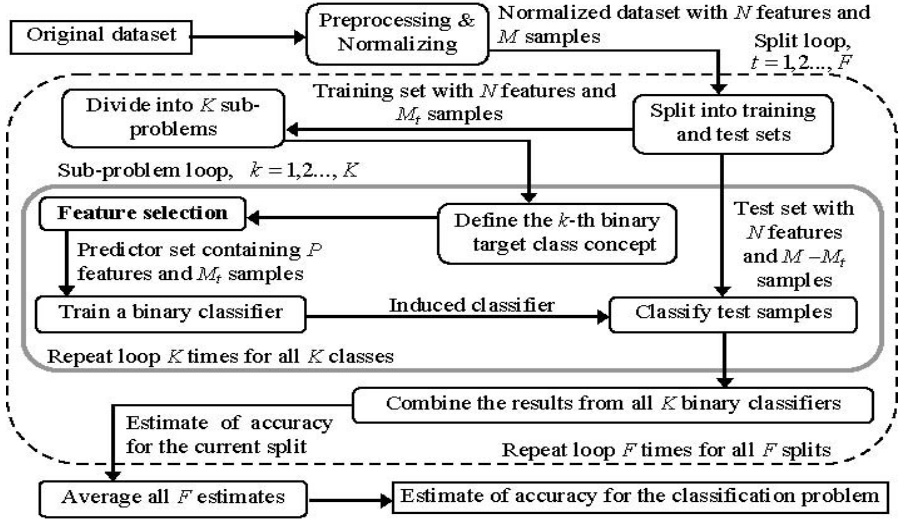 Original dataset
Preprocessing &
Normalizing
Normalized dataset with N features and
M samples
Split loop,
t = 1,2..., F
Divide into K sub-
problems
Training set with N features and
M_t samples
Split into training
and test sets
Sub-problem loop, k = 1,2..., K
Feature selection
Define the k-th binary
target class concept
Test set with
N features
and M – M_t
samples
Predictor set containing P
features and M_t samples
Train a binary classifier
Induced classifier
Classify test samples
Repeat loop K times for all K classes
Combine the results from all K binary classifiers
Estimate of accuracy
for the current split
Repeat loop F times for all F splits
Average all F estimates
Estimate of accuracy for the classification problem